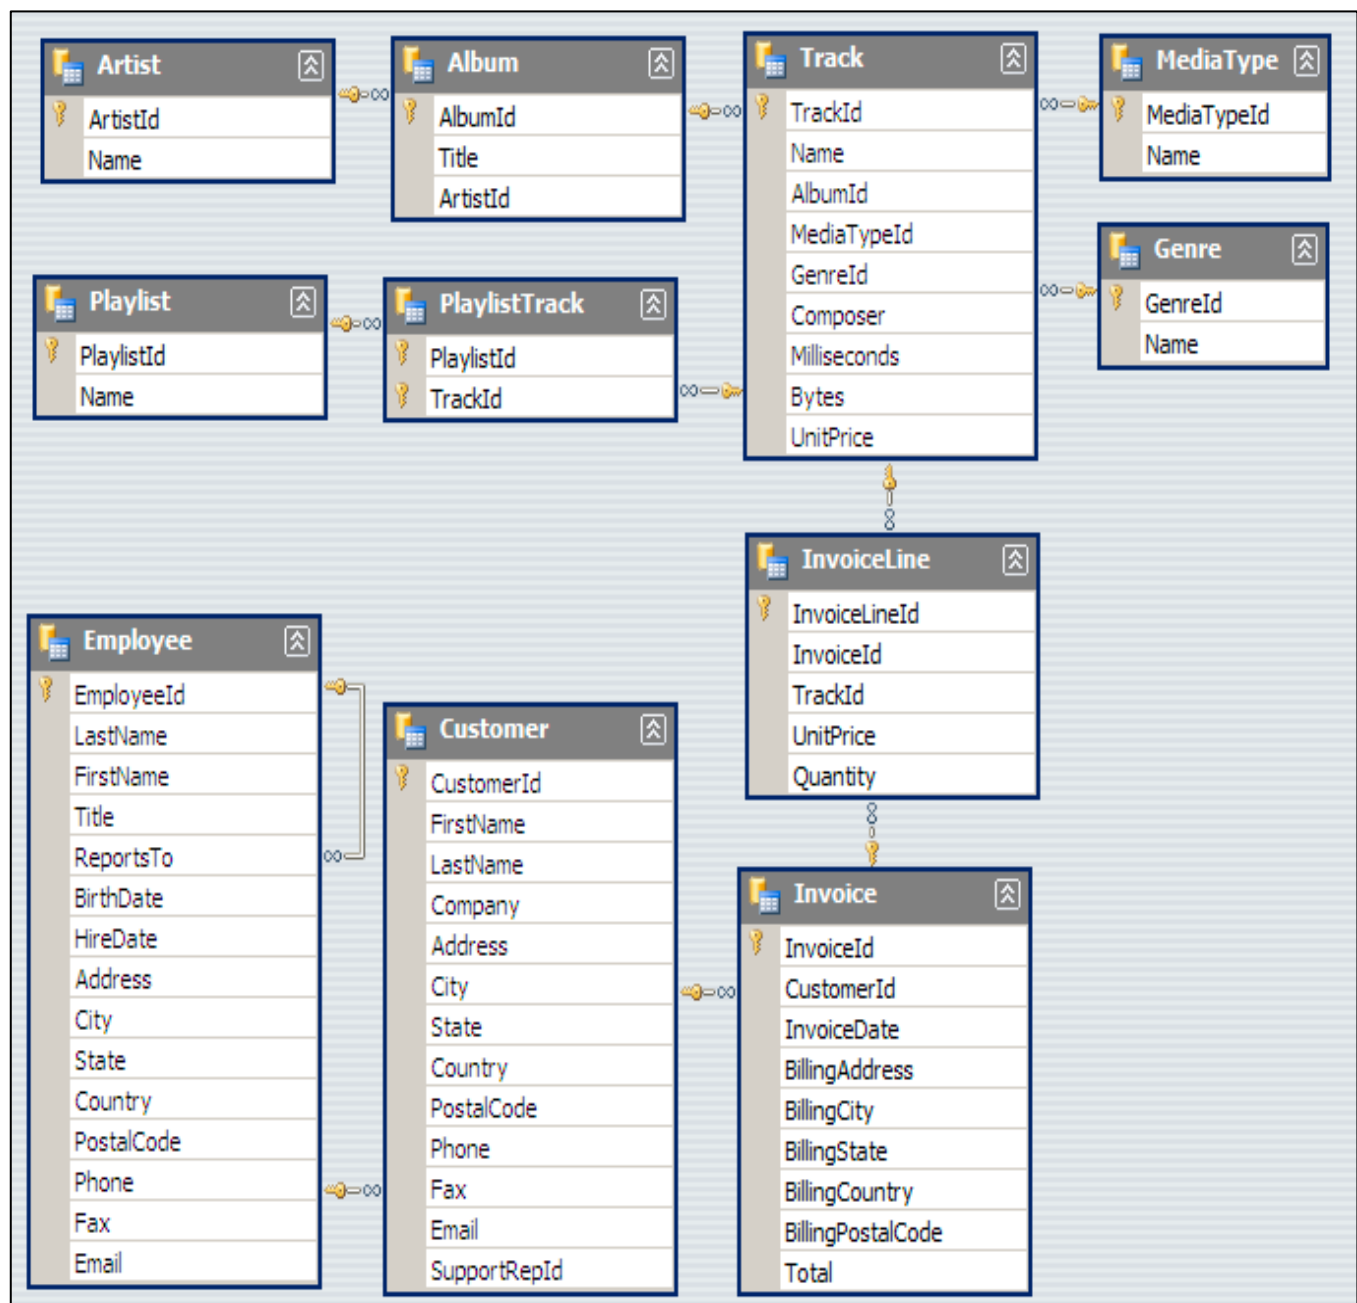 Artist
ArtistId
Name
Album
AlbumId
Title
ArtistId
Track
TrackId
Name
AlbumId
MediaTypeId
GenreId
Composer
Milliseconds
Bytes
UnitPrice
MediaType
MediaTypeId
Name
Genre
GenreId
Name
Playlist
PlaylistId
Name
PlaylistTrack
PlaylistId
TrackId
InvoiceLine
InvoiceLineId
InvoiceId
TrackId
UnitPrice
Quantity
Employee
EmployeeId
LastName
FirstName
Title
ReportsTo
BirthDate
HireDate
Address
City
State
Country
PostalCode
Phone
Fax
Email
Customer
CustomerId
FirstName
LastName
Company
Address
City
State
Country
PostalCode
Phone
Fax
Email
SupportRepId
Invoice
InvoiceId
CustomerId
InvoiceDate
BillingAddress
BillingCity
BillingState
BillingCountry
BillingPostalCode
Total